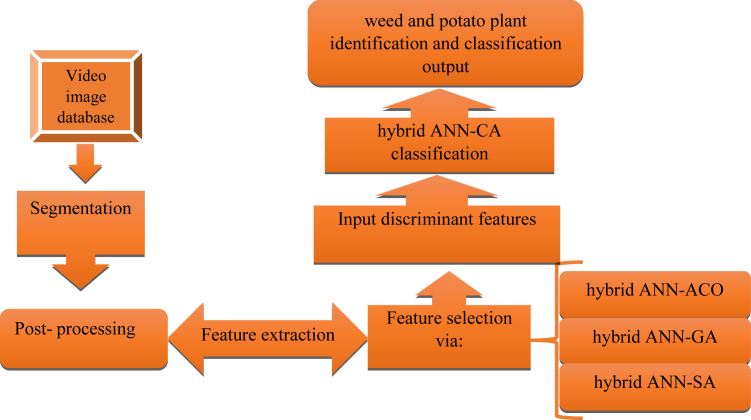 Video
image
database
Segmentation
Post- processing
Feature extraction
Feature selection
via:
hybrid ANN-ACO
hybrid ANN-GA
hybrid ANN-SA
Input discriminant features
hybrid ANN-CA
classification
weed and potato plant
identification and classification
output